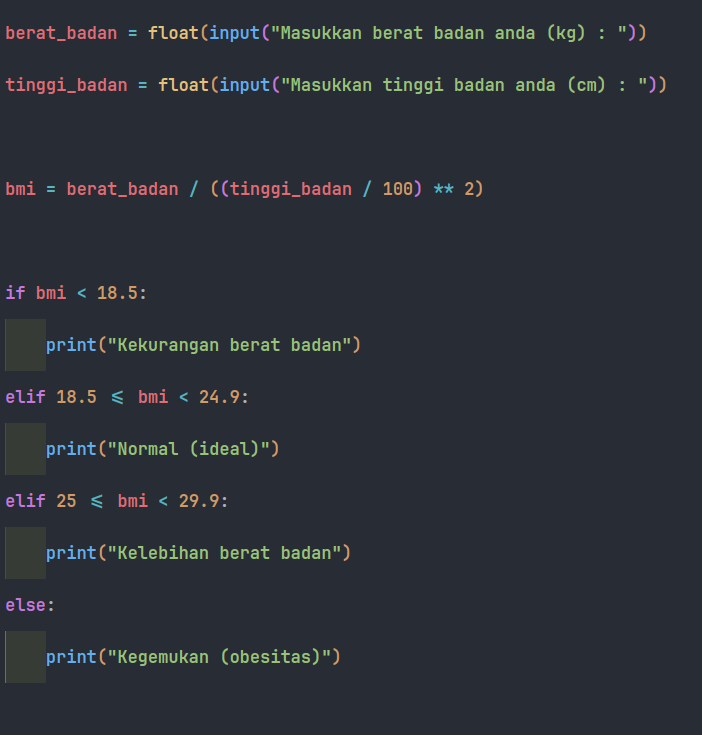 berat_badan = float(input("Masukkan berat badan anda (kg) : "))
tinggi_badan = float(input("Masukkan tinggi badan anda (cm) : "))
bmi = berat_badan / ((tinggi_badan / 100) ** 2)
if bmi < 18.5:
print("Kekurangan berat badan")
elif 18.5 ⩽ bmi < 24.9:
print("Normal (ideal)")
elif 25 ⩽ bmi < 29.9:
print("Kelebihan berat badan")
else:
print("Kegemukan (obesitas)")